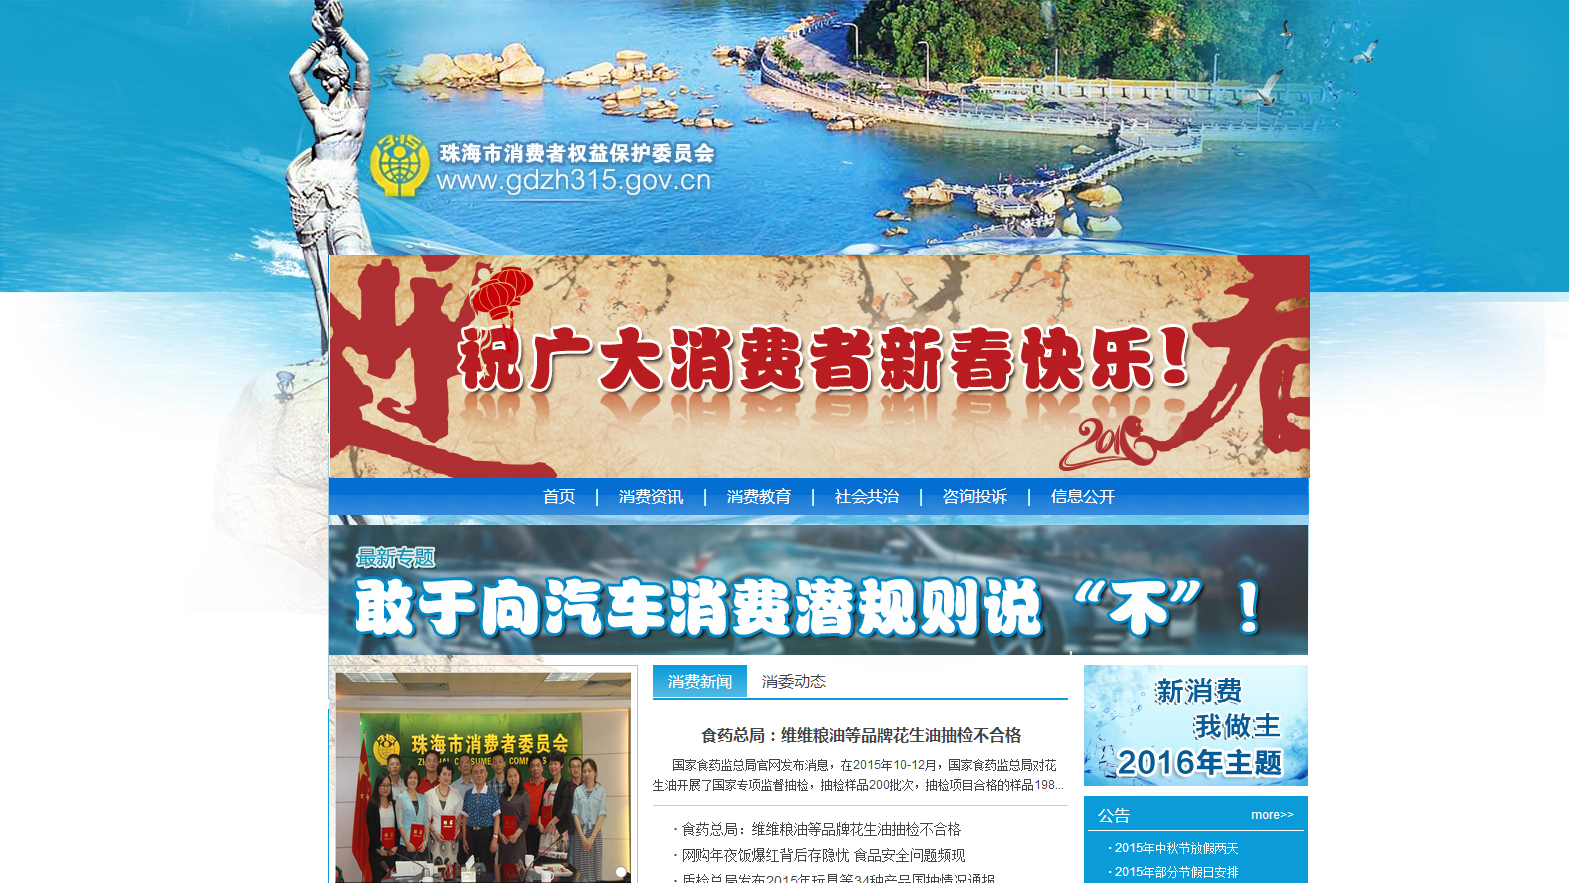 珠海市消费者权益保护委员会
www.gdzh315.gov.cn
迎春
祝广大消费者新春快乐！
2016
首页 | 消费资讯 | 消费教育 | 社会共治 | 咨询投诉 | 信息公开
最新专题
敢于向汽车消费潜规则说“不”！
珠海市消费者委员会
消费新闻 消委动态
食药总局：维维粮油等品牌花生油抽检不合格
国家食药监总局官网发布消息，在2015年10-12月，国家食药监总局对花
生油开展了国家专项监督抽检，抽检样品200批次，抽检项目合格的样品198...
· 食药总局：维维粮油等品牌花生油抽检不合格
· 网购年夜饭爆红背后存隐忧 食品安全问题频现
· 质检总局发布2015年玩具等34种产品国抽情况通报
新消费
我做主
2016年主题
公告 more>>
· 2015年中秋节放假两天
· 2015年部分节假日安排